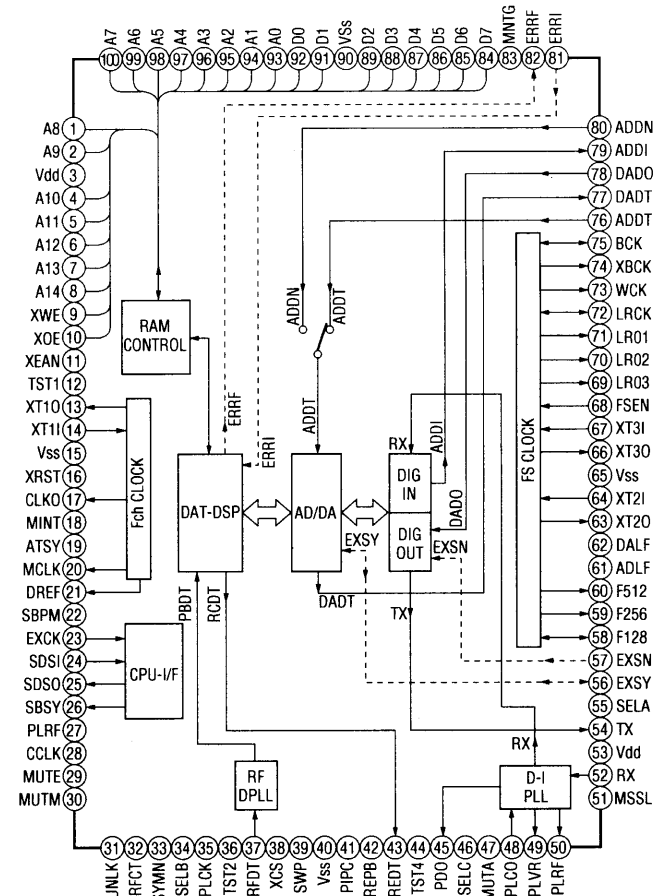 A7 A6 A5 A4 A3 A2 A1 A0 D0 D1 VSS D2 D3 D4 D5 D6 D7 MNTG ERRF ERRI
100 99 98 97 96 95 94 93 92 91 90 89 88 87 86 85 84 83 82 81
A8 1
A9 2
Vdd 3
A10 4
A11 5
A12 6
A13 7
A14 8
XWE 9
XOE 10
XEAN 11
TST1 12
XT1O 13
XT1I 14
Vss 15
XRST 16
CLKO 17
MINT 18
ATSY 19
MCLK 20
DREF 21
SBPM 22
EXCK 23
SDSI 24
SDSO 25
SBSY 26
PLRF 27
CCLK 28
MUTE 29
MUTM 30
RAM
CONTROL
Fch CLOCK
CPU-I/F
ERRF
ERRI
DAT-DSP
PBDT
RCDT
RF
DPLL
ADDN
ADDT
ADDT
AD/DA
EXSY
DADT
RX
ADDI
DIG
IN
DIG
OUT
DADO
EXSN
TX
RX
D-I
PLL
FS CLOCK
80 ADDN
79 ADDI
78 DADO
77 DADT
76 ADDT
75 BCK
74 XBCK
73 WCK
72 LRCK
71 LR01
70 LR02
69 LR03
68 FSEN
67 XT3I
66 XT3O
65 Vss
64 XT2I
63 XT2O
62 DALF
61 ADLF
60 F512
59 F256
58 F128
57 EXSN
56 EXSY
55 SELA
54 TX
53 Vdd
52 RX
51 MSSL
31 32 33 34 35 36 37 38 39 40 41 42 43 44 45 46 47 48 49 50
UNLK RFCT SYMN SELB PLCK TST2 RFDT XCS SWP Vss PIPC REPB REDT TST4 PDO SELC MUTA PLCO PLVR PLRF